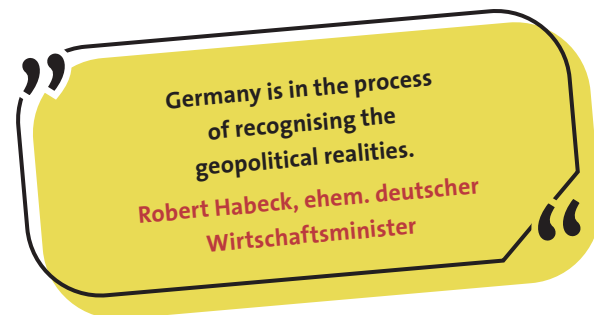 Germany is in the process
of recognising the
geopolitical realities.
Robert Habeck, ehem. deutscher
Wirtschaftsminister